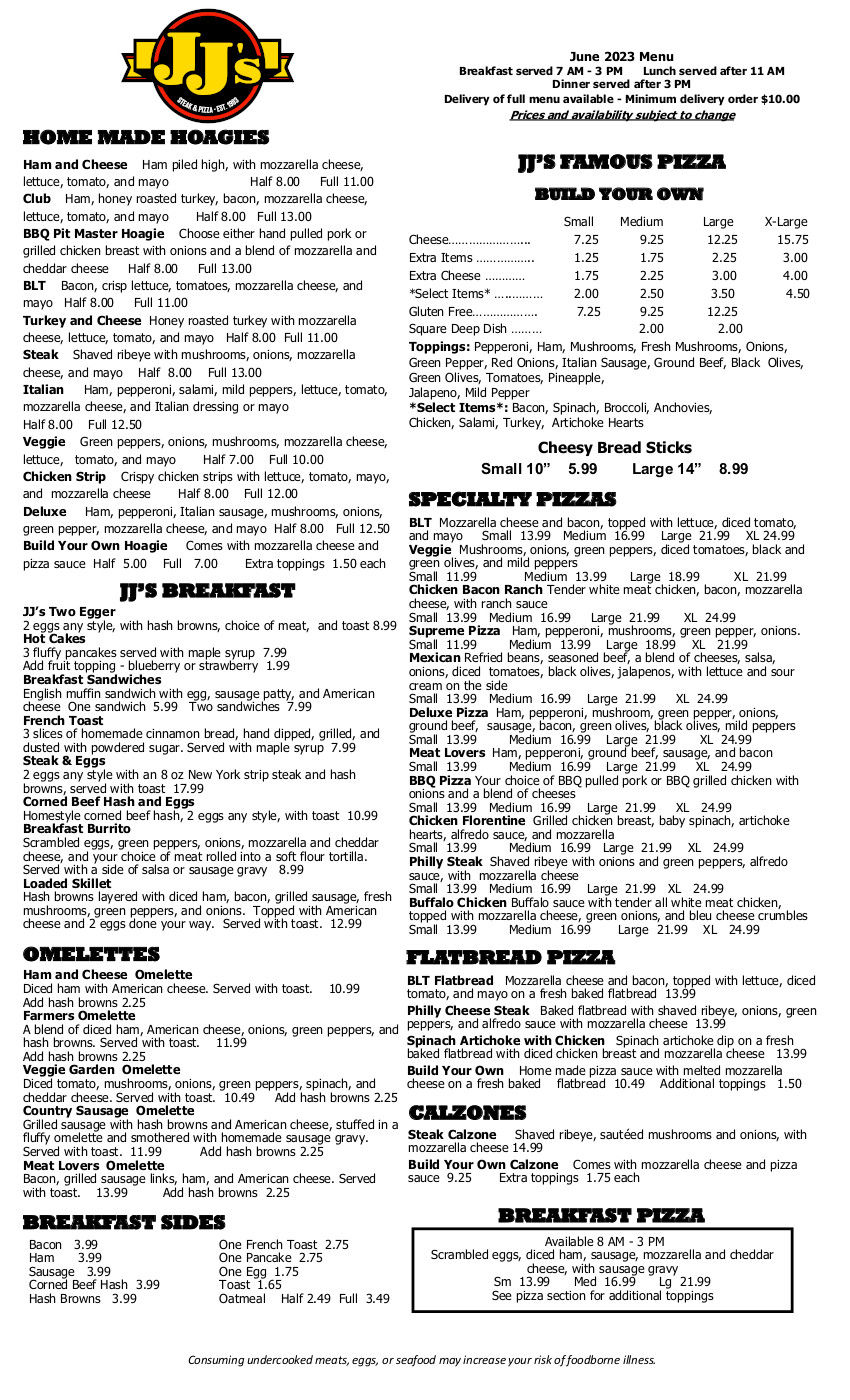 JJ's
STEAK & PIZZA · EST. 1983
June 2023 Menu
Breakfast served 7 AM - 3 PM Lunch served after 11 AM
Dinner served after 3 PM
Delivery of full menu available - Minimum delivery order $10.00
Prices and availability subject to change
HOME MADE HOAGIES
Ham and Cheese Ham piled high, with mozzarella cheese,
lettuce, tomato, and mayo Half 8.00 Full 11.00
Club Ham, honey roasted turkey, bacon, mozzarella cheese,
lettuce, tomato, and mayo Half 8.00 Full 13.00
BBQ Pit Master Hoagie Choose either hand pulled pork or
grilled chicken breast with onions and a blend of mozzarella and
cheddar cheese Half 8.00 Full 13.00
BLT Bacon, crisp lettuce, tomatoes, mozzarella cheese, and
mayo Half 8.00 Full 11.00
Turkey and Cheese Honey roasted turkey with mozzarella
cheese, lettuce, tomato, and mayo Half 8.00 Full 11.00
Steak Shaved ribeye with mushrooms, onions, mozzarella
cheese, and mayo Half 8.00 Full 13.00
Italian Ham, pepperoni, salami, mild peppers, lettuce, tomato,
mozzarella cheese, and Italian dressing or mayo
Half 8.00 Full 12.50
Veggie Green peppers, onions, mushrooms, mozzarella cheese,
lettuce, tomato, and mayo Half 7.00 Full 10.00
Chicken Strip Crispy chicken strips with lettuce, tomato, mayo,
and mozzarella cheese Half 8.00 Full 12.00
Deluxe Ham, pepperoni, Italian sausage, mushrooms, onions,
green pepper, mozzarella cheese, and mayo Half 8.00 Full 12.50
Build Your Own Hoagie Comes with mozzarella cheese and
pizza sauce Half 5.00 Full 7.00 Extra toppings 1.50 each
JJ'S BREAKFAST
JJ's Two Egger
2 eggs any style, with hash browns, choice of meat, and toast 8.99
Hot Cakes
3 fluffy pancakes served with maple syrup 7.99
Add fruit topping - blueberry or strawberry 1.99
Breakfast Sandwiches
English muffin sandwich with egg, sausage patty, and American
cheese One sandwich 5.99 Two sandwiches 7.99
French Toast
3 slices of homemade cinnamon bread, hand dipped, grilled, and
dusted with powdered sugar. Served with maple syrup 7.99
Steak & Eggs
2 eggs any style with an 8 oz New York strip steak and hash
browns, served with toast 17.99
Corned Beef Hash and Eggs
Homestyle corned beef hash, 2 eggs any style, with toast 10.99
Breakfast Burrito
Scrambled eggs, green peppers, onions, mozzarella and cheddar
cheese, and your choice of meat rolled into a soft flour tortilla.
Served with a side of salsa or sausage gravy 8.99
Loaded Skillet
Hash browns layered with diced ham, bacon, grilled sausage, fresh
mushrooms, green peppers, and onions. Topped with American
cheese and 2 eggs done your way. Served with toast. 12.99
OMELETTES
Ham and Cheese Omelette
Diced ham with American cheese. Served with toast. 10.99
Add hash browns 2.25
Farmers Omelette
A blend of diced ham, American cheese, onions, green peppers, and
hash browns. Served with toast. 11.99
Add hash browns 2.25
Veggie Garden Omelette
Diced tomato, mushrooms, onions, green peppers, spinach, and
cheddar cheese. Served with toast. 10.49 Add hash browns 2.25
Country Sausage Omelette
Grilled sausage with hash browns and American cheese, stuffed in a
fluffy omelette and smothered with homemade sausage gravy.
Served with toast. 11.99 Add hash browns 2.25
Meat Lovers Omelette
Bacon, grilled sausage links, ham, and American cheese. Served
with toast. 13.99 Add hash browns 2.25
BREAKFAST SIDES
Bacon 3.99 One French Toast 2.75
Ham 3.99 One Pancake 2.75
Sausage 3.99 One Egg 1.75
Corned Beef Hash 3.99 Toast 1.65
Hash Browns 3.99 Oatmeal Half 2.49 Full 3.49
JJ'S FAMOUS PIZZA
BUILD YOUR OWN
Small Medium Large X-Large
Cheese...................... 7.25 9.25 12.25 15.75
Extra Items ................. 1.25 1.75 2.25 3.00
Extra Cheese ............ 1.75 2.25 3.00 4.00
*Select Items* .............. 2.00 2.50 3.50 4.50
Gluten Free................... 7.25 9.25 12.25
Square Deep Dish ......... 2.00 2.00
Toppings: Pepperoni, Ham, Mushrooms, Fresh Mushrooms, Onions,
Green Pepper, Red Onions, Italian Sausage, Ground Beef, Black Olives,
Green Olives, Tomatoes, Pineapple,
Jalapeno, Mild Pepper
*Select Items*: Bacon, Spinach, Broccoli, Anchovies,
Chicken, Salami, Turkey, Artichoke Hearts
Cheesy Bread Sticks
Small 10” 5.99 Large 14” 8.99
SPECIALTY PIZZAS
BLT Mozzarella cheese and bacon, topped with lettuce, diced tomato,
and mayo Small 13.99 Medium 16.99 Large 21.99 XL 24.99
Veggie Mushrooms, onions, green peppers, diced tomatoes, black and
green olives, and mild peppers
Small 11.99 Medium 13.99 Large 18.99 XL 21.99
Chicken Bacon Ranch Tender white meat chicken, bacon, mozzarella
cheese, with ranch sauce
Small 13.99 Medium 16.99 Large 21.99 XL 24.99
Supreme Pizza Ham, pepperoni, mushrooms, green pepper, onions.
Small 11.99 Medium 13.99 Large 18.99 XL 21.99
Mexican Refried beans, seasoned beef, a blend of cheeses, salsa,
onions, diced tomatoes, black olives, jalapenos, with lettuce and sour
cream on the side
Small 13.99 Medium 16.99 Large 21.99 XL 24.99
Deluxe Pizza Ham, pepperoni, mushroom, green pepper, onions,
ground beef, sausage, bacon, green olives, black olives, mild peppers
Small 13.99 Medium 16.99 Large 21.99 XL 24.99
Meat Lovers Ham, pepperoni, ground beef, sausage, and bacon
Small 13.99 Medium 16.99 Large 21.99 XL 24.99
BBQ Pizza Your choice of BBQ pulled pork or BBQ grilled chicken with
onions and a blend of cheeses
Small 13.99 Medium 16.99 Large 21.99 XL 24.99
Chicken Florentine Grilled chicken breast, baby spinach, artichoke
hearts, alfredo sauce, and mozzarella
Small 13.99 Medium 16.99 Large 21.99 XL 24.99
Philly Steak Shaved ribeye with onions and green peppers, alfredo
sauce, with mozzarella cheese
Small 13.99 Medium 16.99 Large 21.99 XL 24.99
Buffalo Chicken Buffalo sauce with tender all white meat chicken,
topped with mozzarella cheese, green onions, and bleu cheese crumbles
Small 13.99 Medium 16.99 Large 21.99 XL 24.99
FLATBREAD PIZZA
BLT Flatbread Mozzarella cheese and bacon, topped with lettuce, diced
tomato, and mayo on a fresh baked flatbread 13.99
Philly Cheese Steak Baked flatbread with shaved ribeye, onions, green
peppers, and alfredo sauce with mozzarella cheese 13.99
Spinach Artichoke with Chicken Spinach artichoke dip on a fresh
baked flatbread with diced chicken breast and mozzarella cheese 13.99
Build Your Own Home made pizza sauce with melted mozzarella
cheese on a fresh baked flatbread 10.49 Additional toppings 1.50
CALZONES
Steak Calzone Shaved ribeye, sautéed mushrooms and onions, with
mozzarella cheese 14.99
Build Your Own Calzone Comes with mozzarella cheese and pizza
sauce 9.25 Extra toppings 1.75 each
BREAKFAST PIZZA
Available 8 AM - 3 PM
Scrambled eggs, diced ham, sausage, mozzarella and cheddar
cheese, with sausage gravy
Sm 13.99 Med 16.99 Lg 21.99
See pizza section for additional toppings
Consuming undercooked meats, eggs, or seafood may increase your risk of foodborne illness.